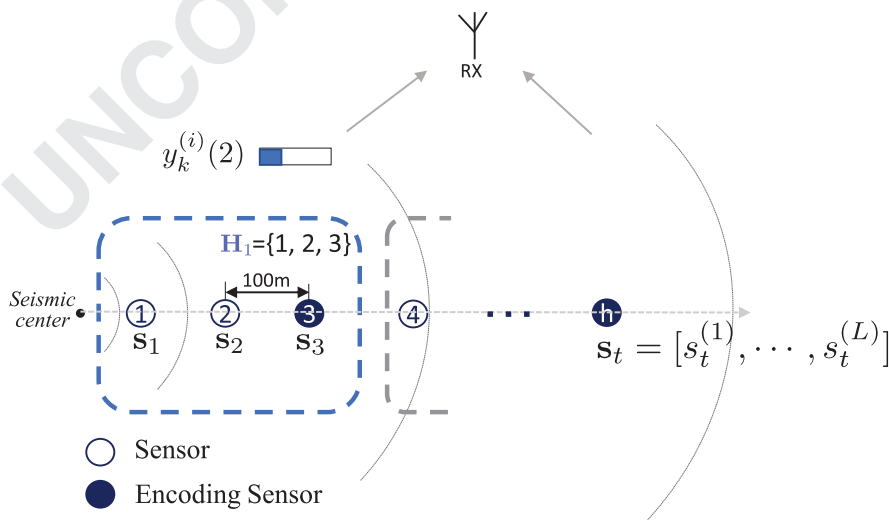 UNCOR
RX
y_k^{(i)}(2)
H_1={1, 2, 3}
100m
Seismic
center
1
2
3
4
...
h
s_1
s_2
s_3
s_t = [s_t^{(1)}, ⋯ , s_t^{(L)}]
Sensor
Encoding Sensor